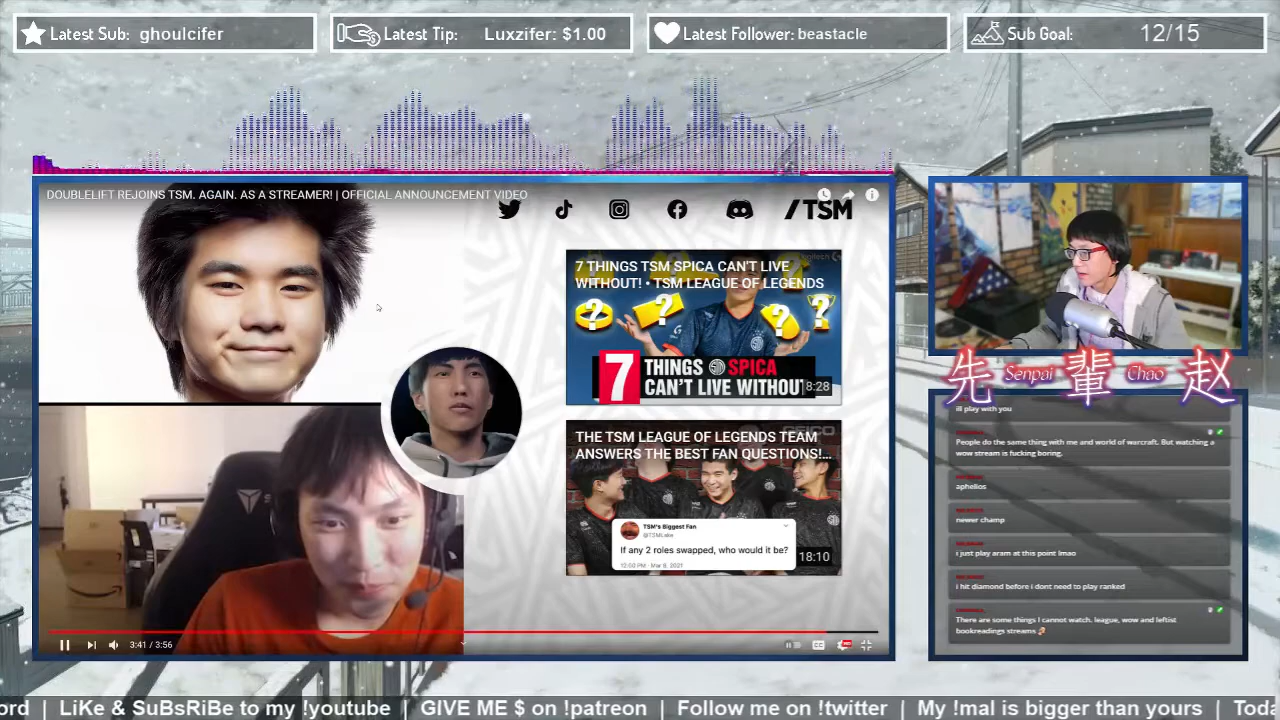 Latest Sub: ghoulcifer
Latest Tip: Luxzifer: $1.00
Latest Follower: beastacle
Sub Goal: 12/15
DOUBLELIFT REJOINS TSM. AGAIN. AS A STREAMER! | OFFICIAL ANNOUNCEMENT VIDEO
/TSM
7 THINGS TSM SPICA CAN'T LIVE
WITHOUT! • TSM LEAGUE OF LEGENDS
7 THINGS SPICA
CAN'T LIVE WITHOUT
8:28
GEICO
THE TSM LEAGUE OF LEGENDS TEAM
ANSWERS THE BEST FAN QUESTIONS!...
TSM's Biggest Fan
If any 2 roles swapped, who would it be?
18:10
3:41 / 3:56
先 Senpai 輩 Chao 赵
ill play with you
People do the same thing with me and world of warcraft. But watching a
wow stream is fucking boring.
aphelios
newer champ
i just play aram at this point lmao
i hit diamond before i dont need to play ranked
There are some things I cannot watch. league, wow and leftist
bookreadings streams
ord | LiKe & SuBsRiBe to my !youtube | GIVE ME $ on !patreon | Follow me on !twitter | My !mal is bigger than yours | Toda